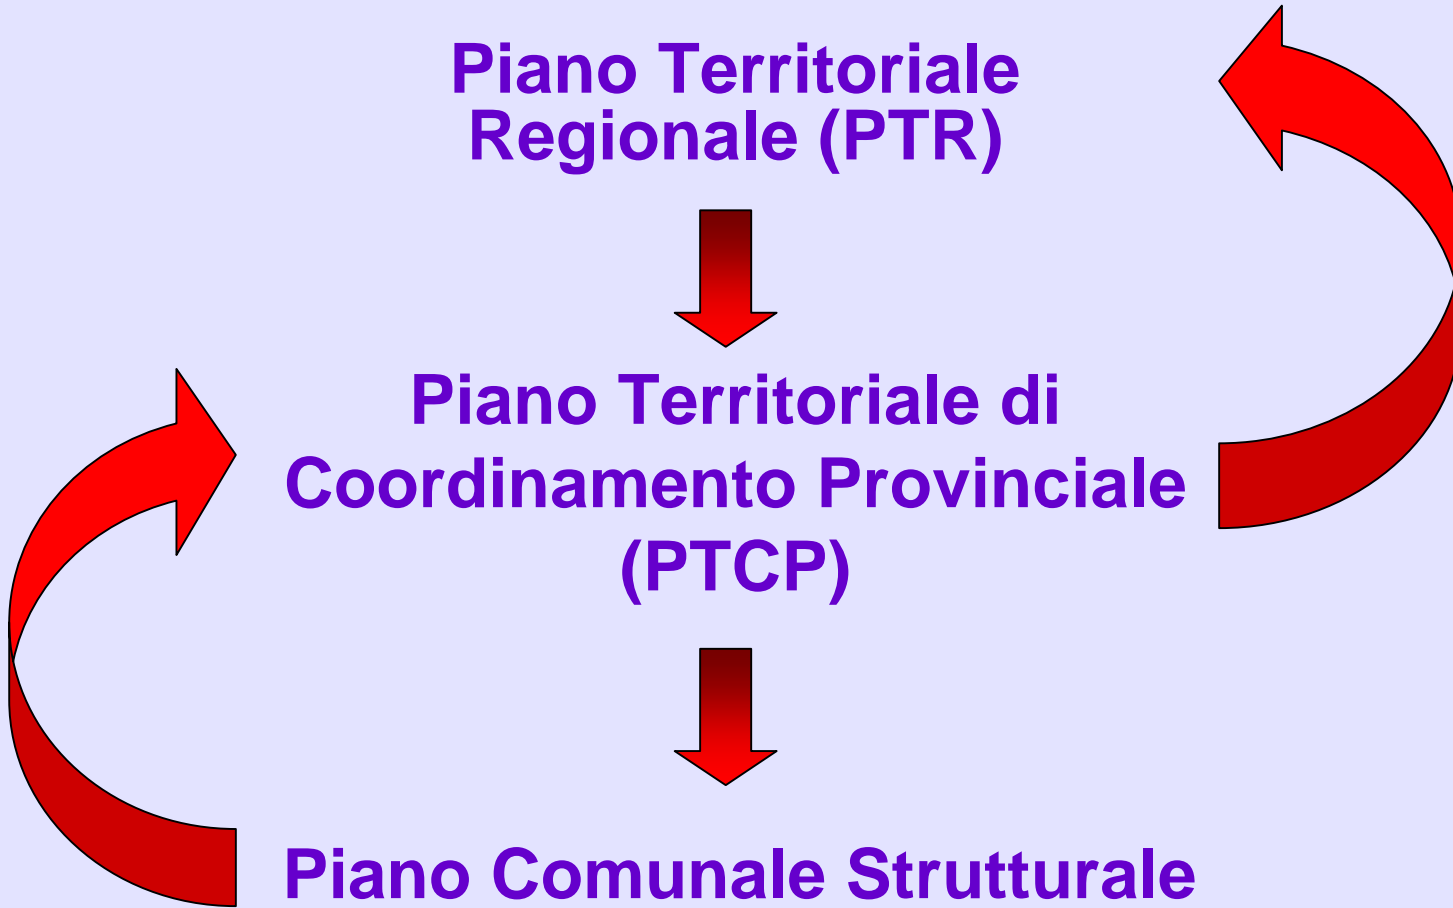 Piano Territoriale
Regionale (PTR)
Piano Territoriale di
Coordinamento Provinciale
(PTCP)
Piano Comunale Strutturale